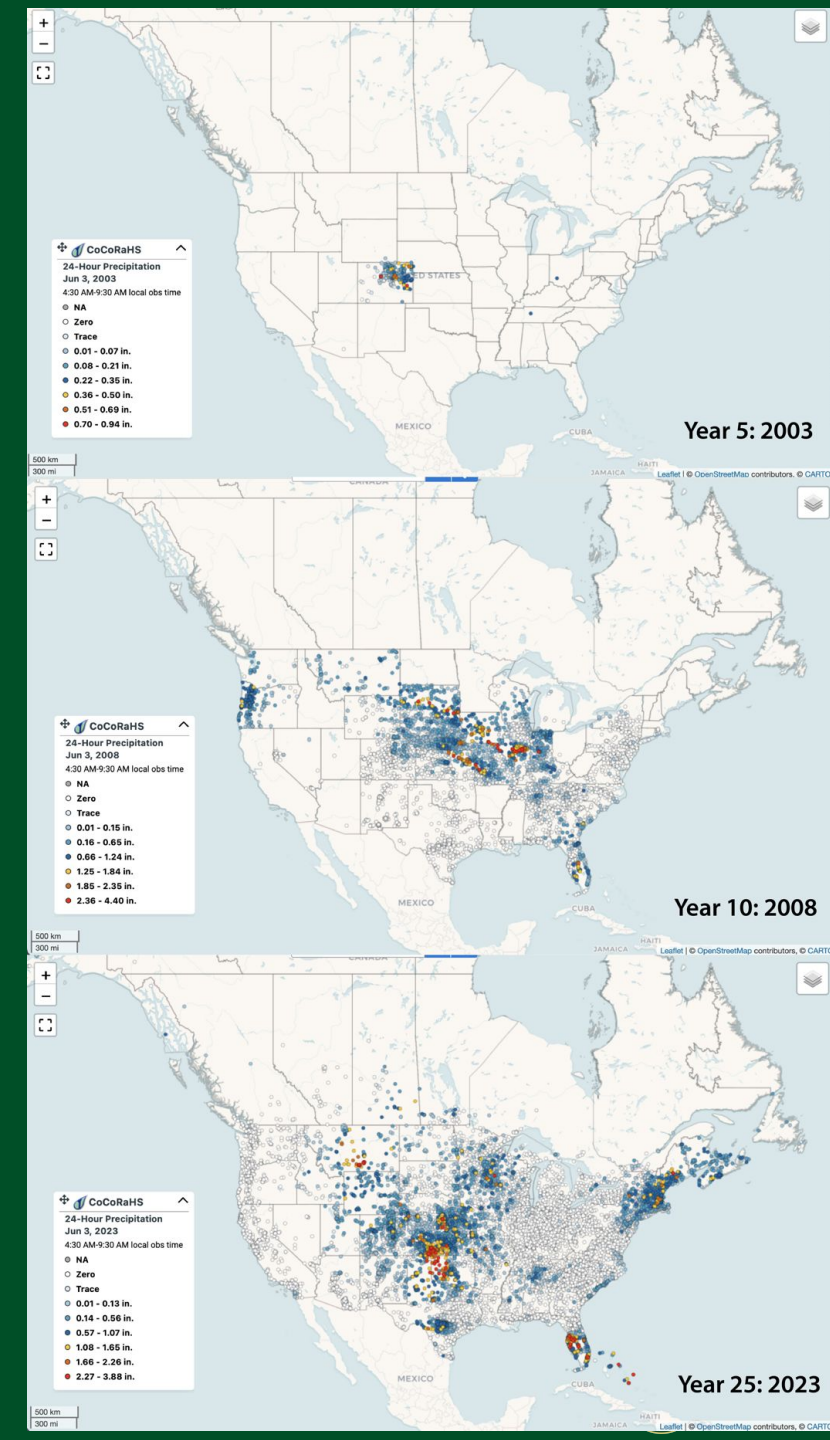 +
−
ED STATES
CoCoRaHS
24-Hour Precipitation
Jun 3, 2003
4:30 AM-9:30 AM local obs time
NA
Zero
Trace
0.01 - 0.07 in.
0.08 - 0.21 in.
0.22 - 0.35 in.
0.36 - 0.50 in.
0.51 - 0.69 in.
0.70 - 0.94 in.
MEXICO
CUBA
Year 5: 2003
HAITI
JAMAICA
500 km
300 mi
Leaflet | © OpenStreetMap contributors, © CARTO
CANADA
+
−
CoCoRaHS
24-Hour Precipitation
Jun 3, 2008
4:30 AM-9:30 AM local obs time
NA
Zero
Trace
0.01 - 0.15 in.
0.16 - 0.65 in.
0.66 - 1.24 in.
1.25 - 1.84 in.
1.85 - 2.35 in.
2.36 - 4.40 in.
MEXICO
CUBA
Year 10: 2008
HAITI
JAMAICA
500 km
300 mi
Leaflet | © OpenStreetMap contributors, © CARTO
CANADA
+
−
CoCoRaHS
24-Hour Precipitation
Jun 3, 2023
4:30 AM-9:30 AM local obs time
NA
Zero
Trace
0.01 - 0.13 in.
0.14 - 0.56 in.
0.57 - 1.07 in.
1.08 - 1.65 in.
1.66 - 2.26 in.
2.27 - 3.88 in.
MEXICO
CUBA
Year 25: 2023
HAITI
JAMAICA
500 km
300 mi
Leaflet | © OpenStreetMap contributors, © CARTO